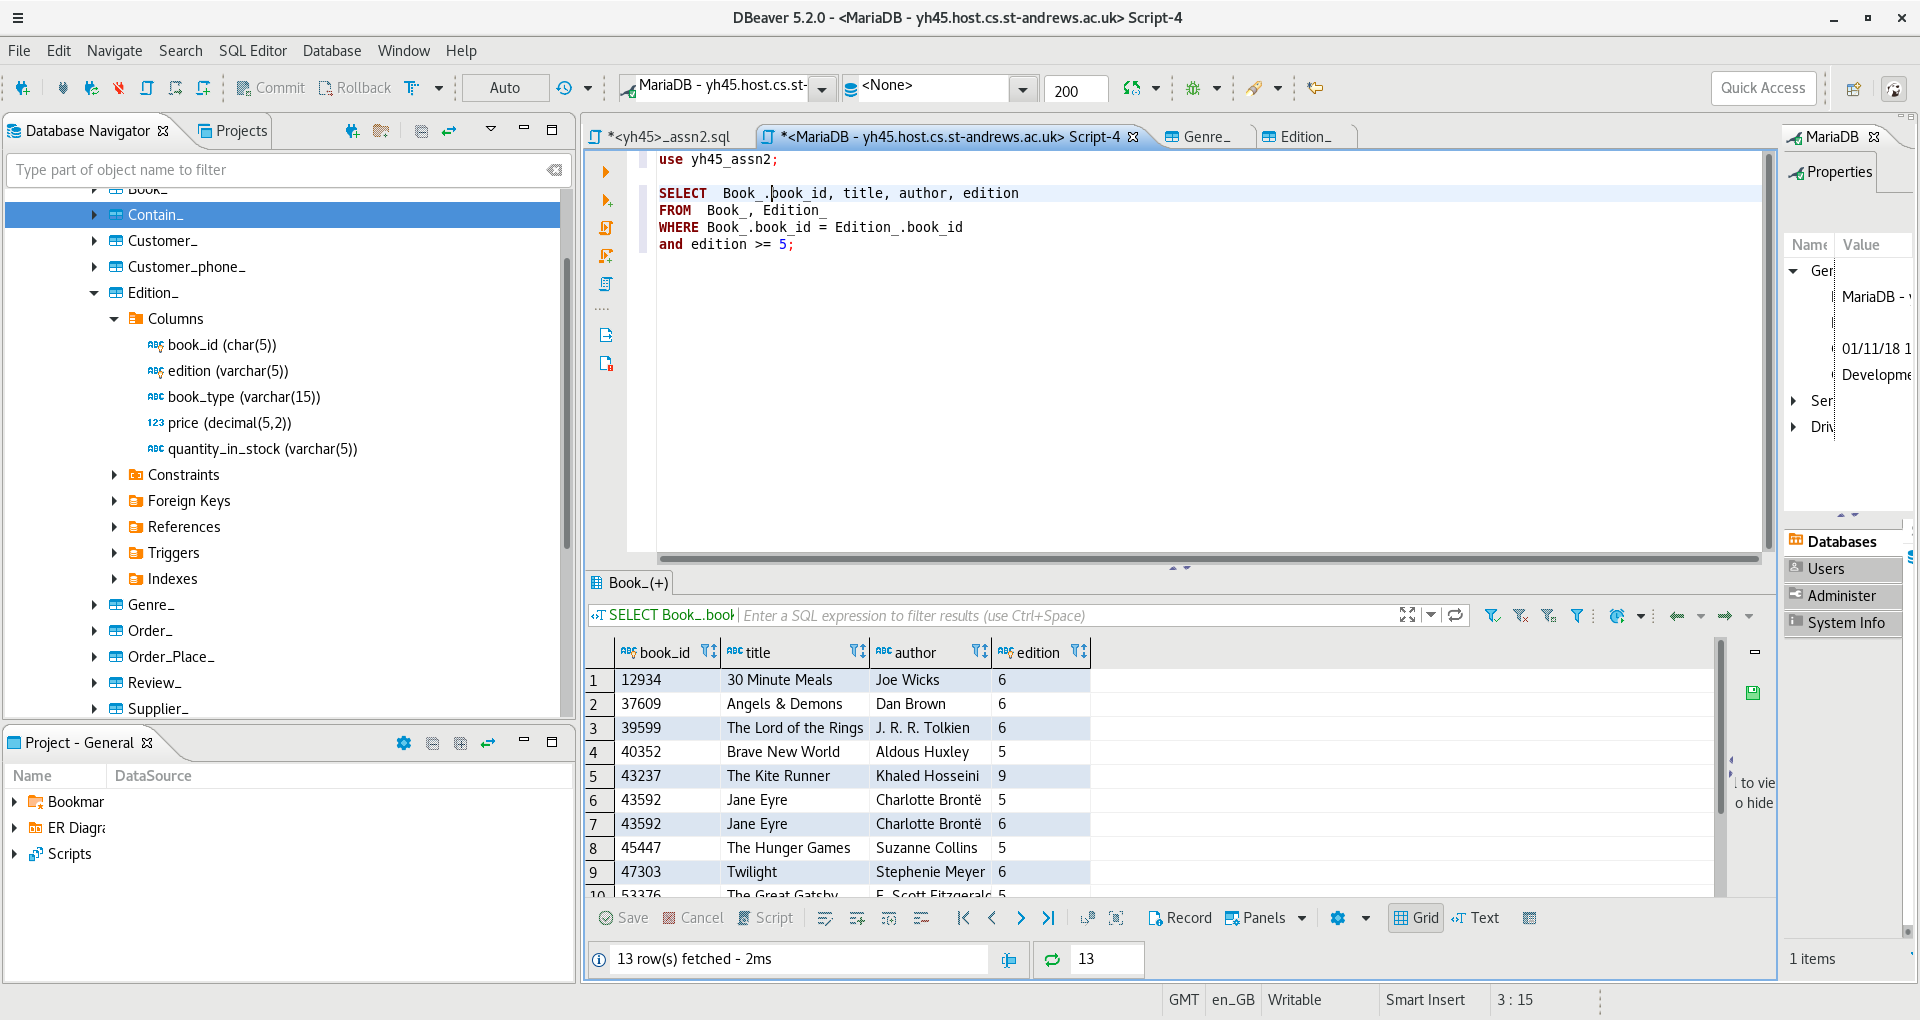 DBeaver 5.2.0 - <MariaDB - yh45.host.cs.st-andrews.ac.uk> Script-4
File Edit Navigate Search SQL Editor Database Window Help
Commit Rollback Auto MariaDB - yh45.host.cs.st- <None> 200 Quick Access
Database Navigator Projects
Type part of object name to filter
Book_
Contain_
Customer_
Customer_phone_
Edition_
Columns
book_id (char(5))
edition (varchar(5))
book_type (varchar(15))
price (decimal(5,2))
quantity_in_stock (varchar(5))
Constraints
Foreign Keys
References
Triggers
Indexes
Genre_
Order_
Order_Place_
Review_
Supplier_
Project - General
Name DataSource
Bookmar
ER Diagra
Scripts
*<yh45>_assn2.sql *<MariaDB - yh45.host.cs.st-andrews.ac.uk> Script-4 Genre_ Edition_
use yh45_assn2;
SELECT  Book_.book_id, title, author, edition
FROM  Book_, Edition_
WHERE Book_.book_id = Edition_.book_id
and edition >= 5;
Book_(+)
SELECT Book_.book Enter a SQL expression to filter results (use Ctrl+Space)
book_id title author edition
1 12934 30 Minute Meals Joe Wicks 6
2 37609 Angels & Demons Dan Brown 6
3 39599 The Lord of the Rings J. R. R. Tolkien 6
4 40352 Brave New World Aldous Huxley 5
5 43237 The Kite Runner Khaled Hosseini 9
6 43592 Jane Eyre Charlotte Brontë 5
7 43592 Jane Eyre Charlotte Brontë 6
8 45447 The Hunger Games Suzanne Collins 5
9 47303 Twilight Stephenie Meyer 6
10 53376 The Great Gatsby F. Scott Fitzgerald 5
to vie
o hide
Save Cancel Script Record Panels Grid Text
13 row(s) fetched - 2ms 13
MariaDB
Properties
Name Value
Ger
MariaDB -
01/11/18 1
Developme
Ser
Driv
Databases
Users
Administer
System Info
1 items
GMT en_GB Writable Smart Insert 3 : 15